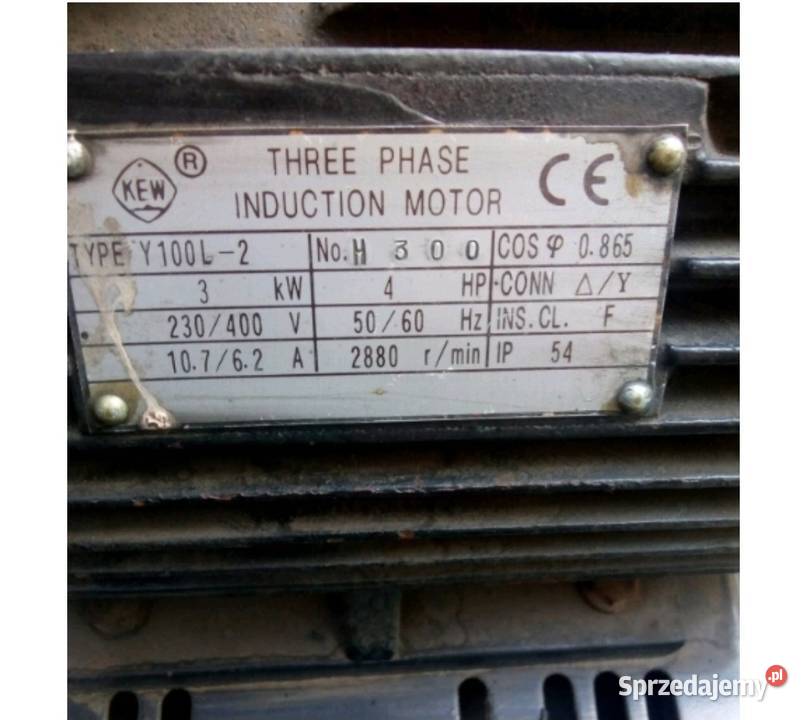 KEW ® THREE PHASE CE
INDUCTION MOTOR
TYPE Y100L-2 No. H 300 COS φ 0.865
3 kW 4 HP CONN △/Y
230/400 V 50/60 Hz INS.CL. F
10.7/6.2 A 2880 r/min IP 54
Sprzedajemy.pl